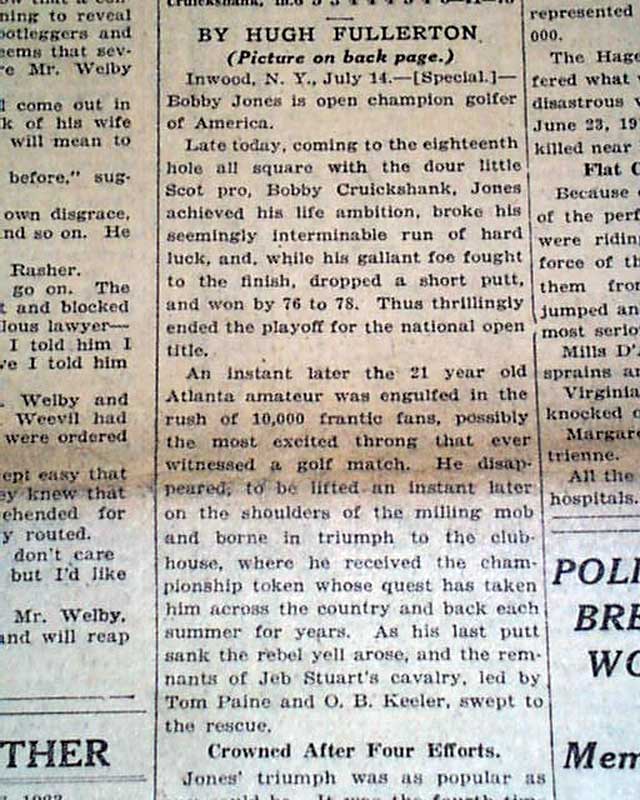 ning to reveal
ootleggers and
eems that sev-
re Mr. Welby
l come out in
k of his wife
will mean to
before," sug-
own disgrace,
nd so on. He
Rasher.
go on. The
t and blocked
lous lawyer—
I told him I
ve I told him
Welby and
Weevil had
were ordered
ept easy that
ey knew that
ehended for
y routed.
don't care
but I'd like
Mr. Welby.
and will reap
THER
BY HUGH FULLERTON
(Picture on back page.)
Inwood, N. Y., July 14.—[Special.]—
Bobby Jones is open champion golfer
of America.
Late today, coming to the eighteenth
hole all square with the dour little
Scot pro, Bobby Cruickshank, Jones
achieved his life ambition, broke his
seemingly interminable run of hard
luck, and, while his gallant foe fought
to the finish, dropped a short putt,
and won by 76 to 78. Thus thrillingly
ended the playoff for the national open
title.
An instant later the 21 year old
Atlanta amateur was engulfed in the
rush of 10,000 frantic fans, possibly
the most excited throng that ever
witnessed a golf match. He disap-
peared, to be lifted an instant later
on the shoulders of the milling mob
and borne in triumph to the club-
house, where he received the cham-
pionship token whose quest has taken
him across the country and back each
summer for years. As his last putt
sank the rebel yell arose, and the rem-
nants of Jeb Stuart's cavalry, led by
Tom Paine and O. B. Keeler, swept to
the rescue.
Crowned After Four Efforts.
Jones' triumph was as popular as
represented
000.
The Hage
fered what
disastrous
June 23, 19
killed near
Flat
Because
of the perf
were ridin
force of th
them fro
jumped an
most serio
Mills D'
sprains a
Virginia
knocked
Margar
trienne.
All the
hospitals.
POLI
BRE
WO
Mem